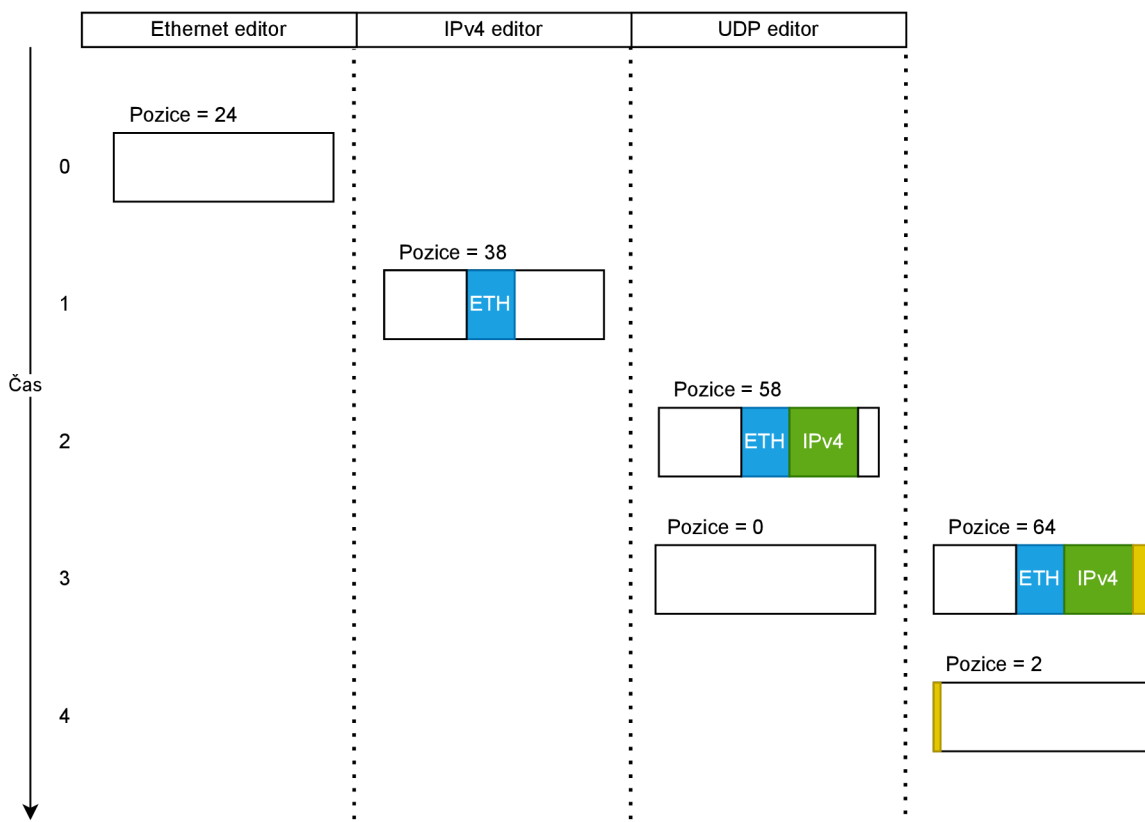 Ethernet editor IPv4 editor UDP editor
Pozice = 24
0
Pozice = 38
1
ETH
Čas
Pozice = 58
2
ETH IPv4
Pozice = 0 Pozice = 64
3
ETH IPv4
Pozice = 2
4